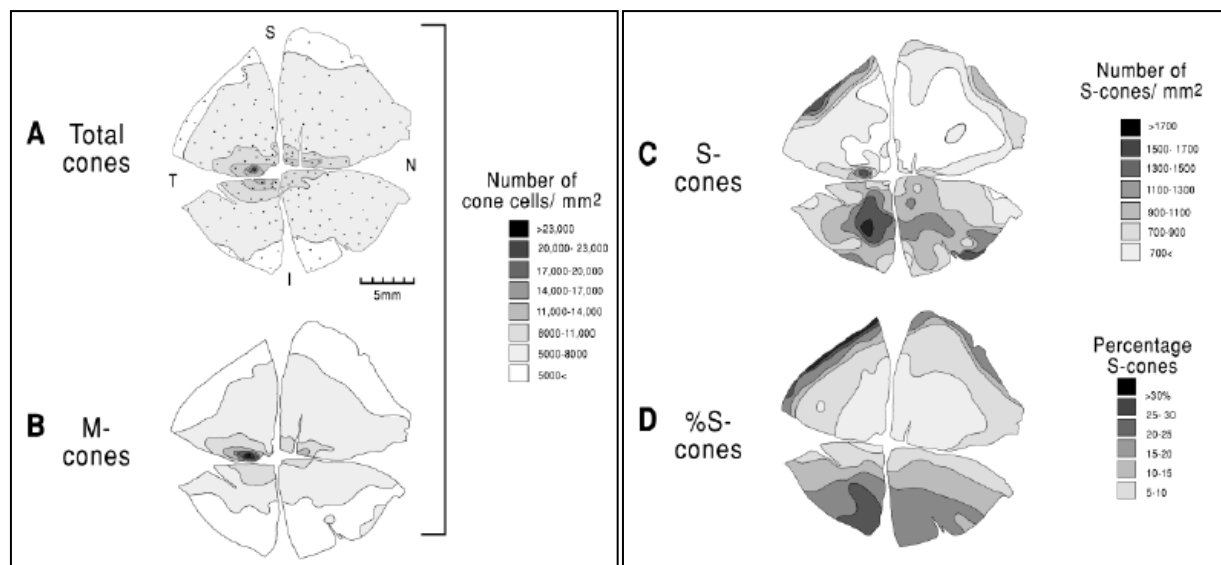 S
A Total
cones
T
N
I
5mm
B M-
cones
Number of
cone cells/ mm2
>23,000
20,000- 23,000
17,000-20,000
14,000-17,000
11,000-14,000
8000-11,000
5000-8000
5000<
C S-
cones
Number of
S-cones/ mm2
>1700
1500- 1700
1300-1500
1100-1300
900-1100
700-900
700<
D %S-
cones
Percentage
S-cones
>30%
25- 30
20-25
15-20
10-15
5-10